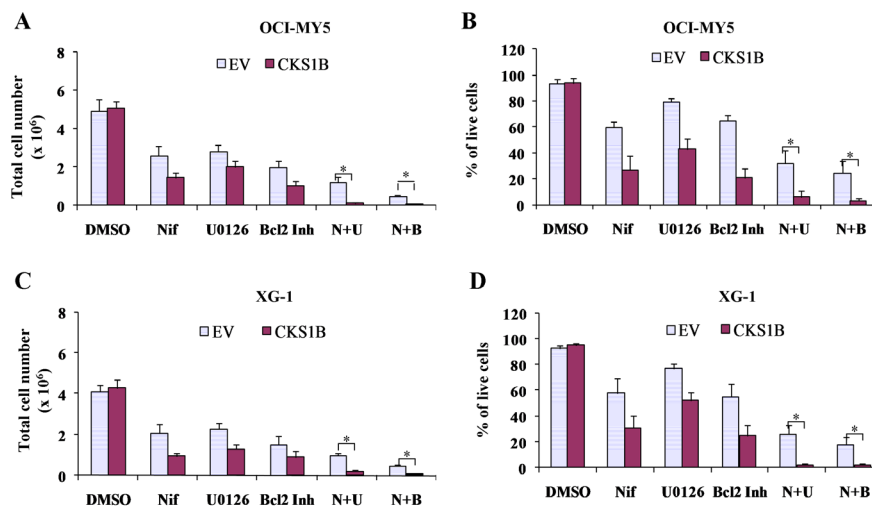 A
OCI-MY5
Total cell number
(x 10⁶)
8
6
4
2
0
EV
CKS1B
*
*
DMSO
Nif
U0126
Bcl2 Inh
N+U
N+B
B
OCI-MY5
% of live cells
120
100
80
60
40
20
0
EV
CKS1B
*
*
DMSO
Nif
U0126
Bcl2 Inh
N+U
N+B
C
XG-1
Total cell number
(x 10⁶)
8
6
4
2
0
EV
CKS1B
*
*
DMSO
Nif
U0126
Bcl2 Inh
N+U
N+B
D
XG-1
% of live cells
120
100
80
60
40
20
0
EV
CKS1B
*
*
DMSO
Nif
U0126
Bcl2 Inh
N+U
N+B